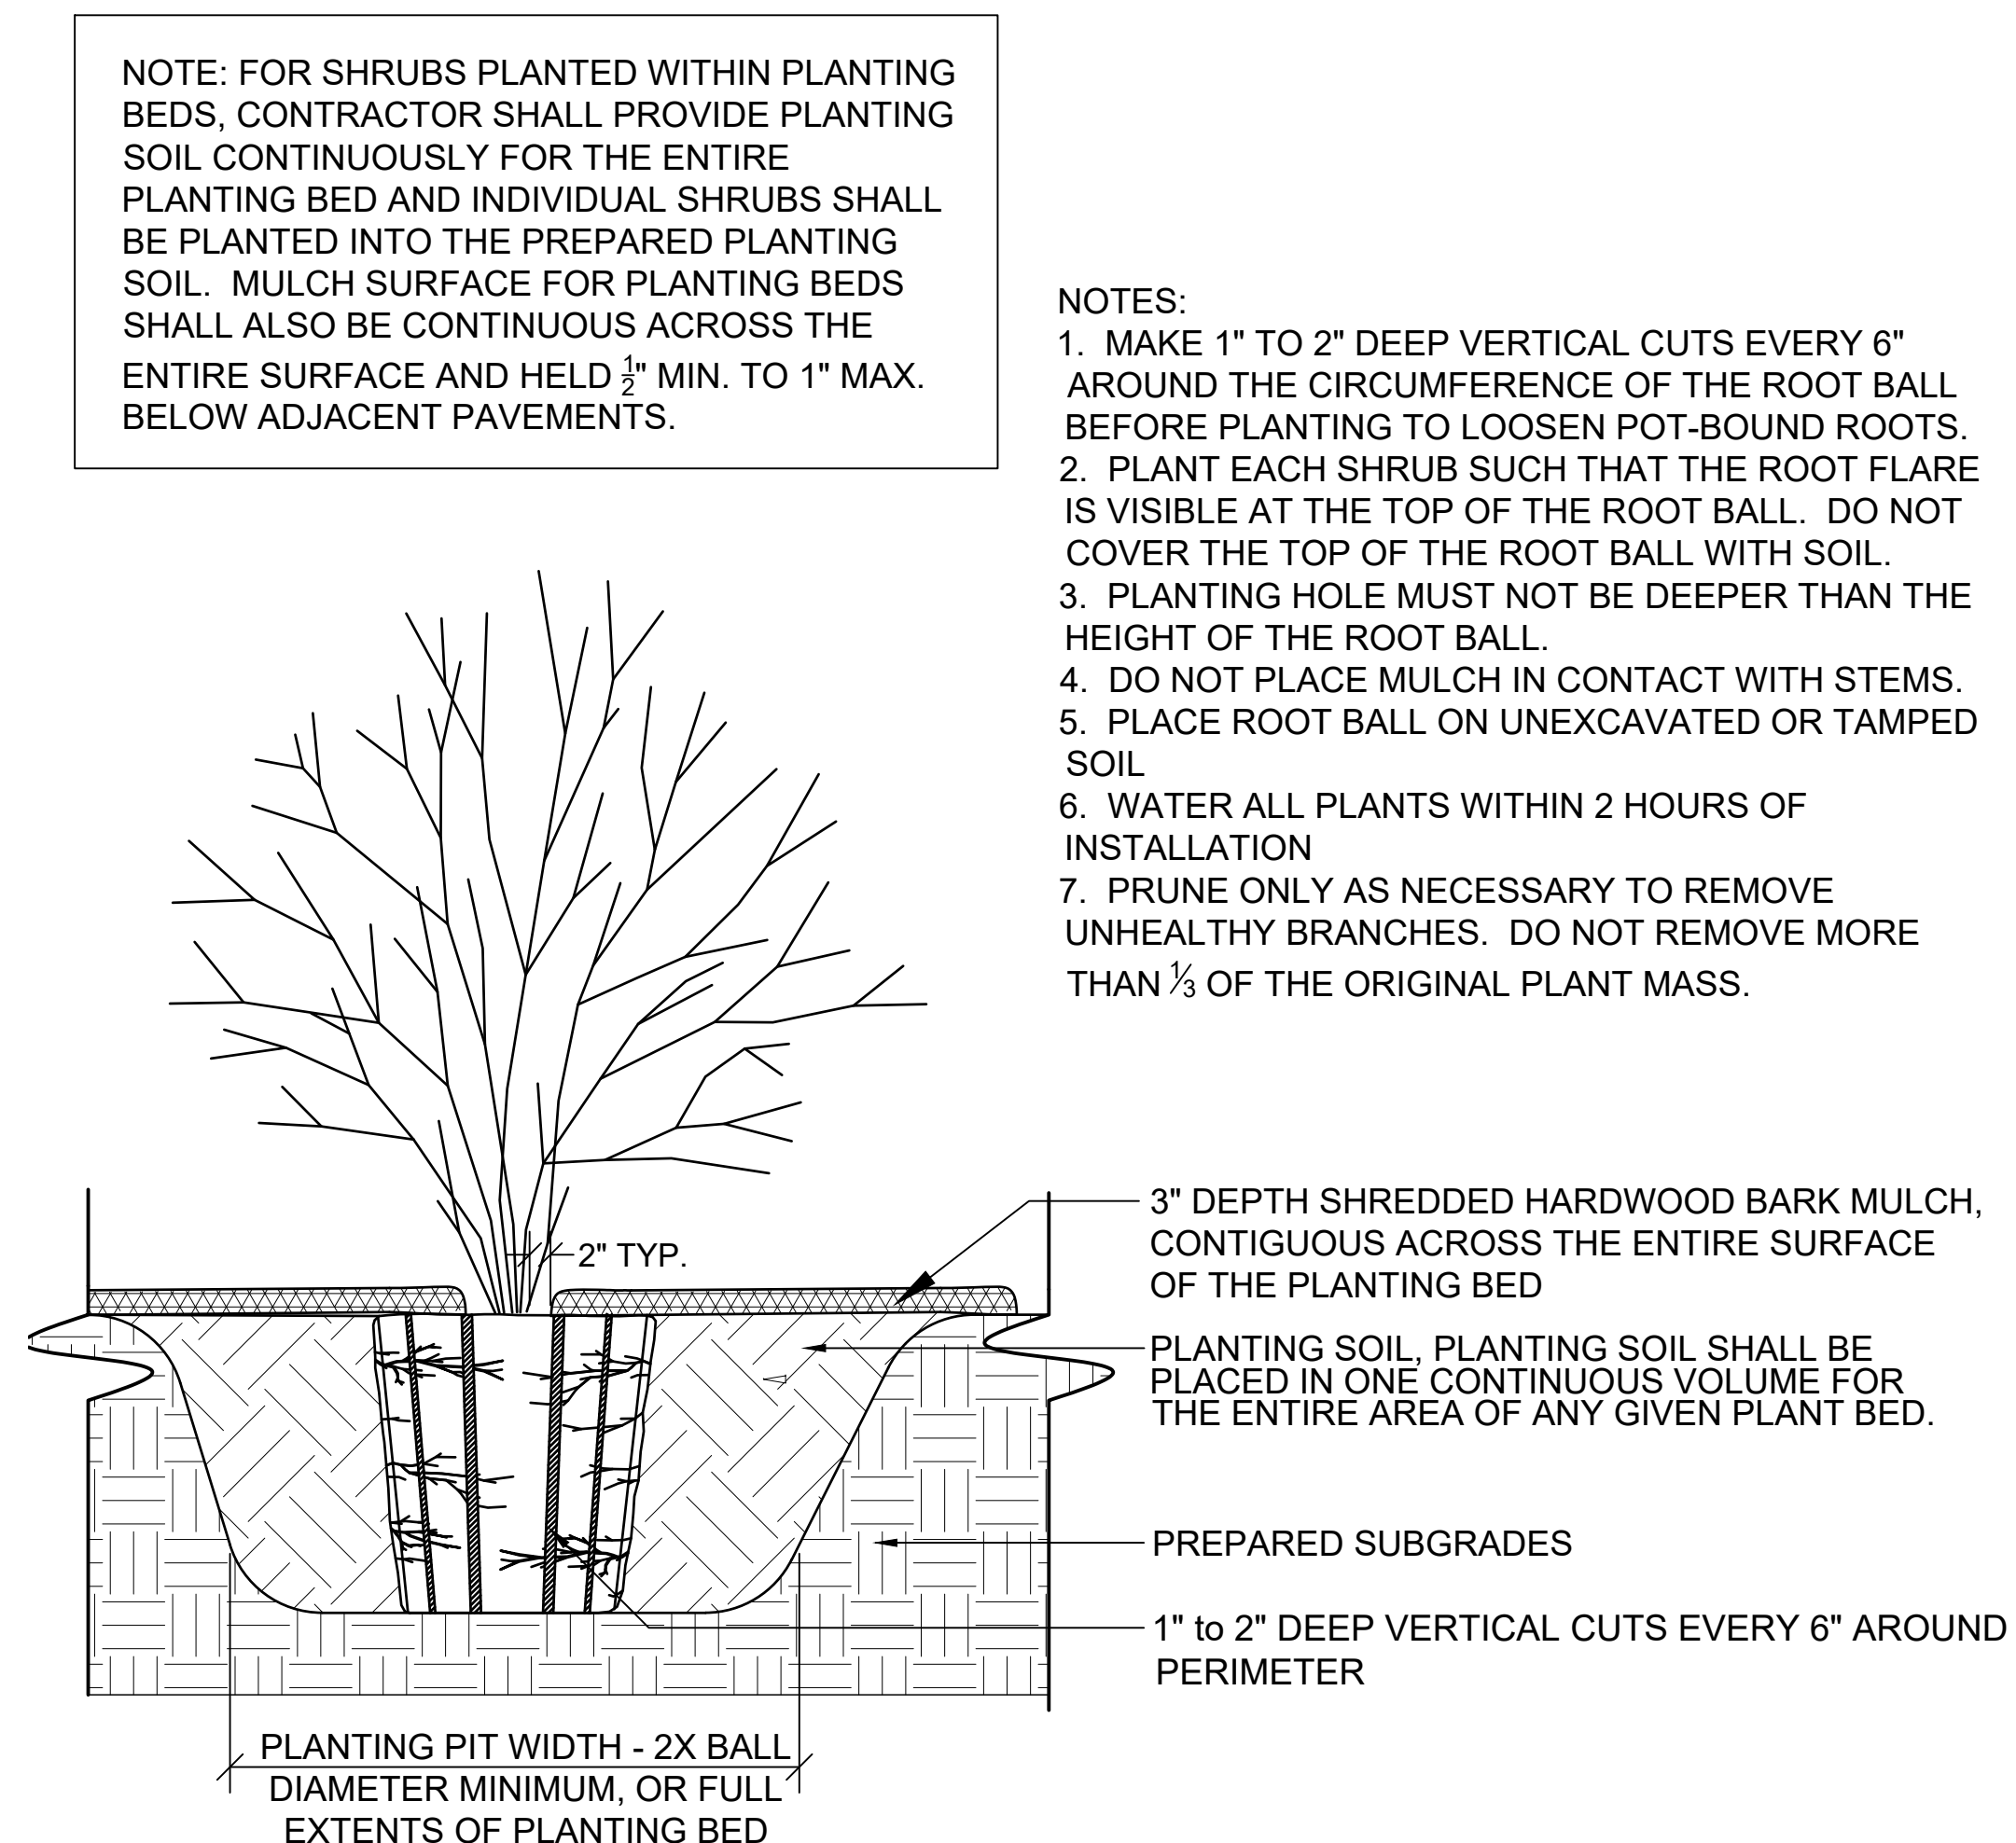 NOTE: FOR SHRUBS PLANTED WITHIN PLANTING
BEDS, CONTRACTOR SHALL PROVIDE PLANTING
SOIL CONTINUOUSLY FOR THE ENTIRE
PLANTING BED AND INDIVIDUAL SHRUBS SHALL
BE PLANTED INTO THE PREPARED PLANTING
SOIL.  MULCH SURFACE FOR PLANTING BEDS
SHALL ALSO BE CONTINUOUS ACROSS THE
ENTIRE SURFACE AND HELD ½" MIN. TO 1" MAX.
BELOW ADJACENT PAVEMENTS.
NOTES:
1.  MAKE 1" TO 2" DEEP VERTICAL CUTS EVERY 6"
AROUND THE CIRCUMFERENCE OF THE ROOT BALL
BEFORE PLANTING TO LOOSEN POT-BOUND ROOTS.
2.  PLANT EACH SHRUB SUCH THAT THE ROOT FLARE
IS VISIBLE AT THE TOP OF THE ROOT BALL.  DO NOT
COVER THE TOP OF THE ROOT BALL WITH SOIL.
3.  PLANTING HOLE MUST NOT BE DEEPER THAN THE
HEIGHT OF THE ROOT BALL.
4.  DO NOT PLACE MULCH IN CONTACT WITH STEMS.
5.  PLACE ROOT BALL ON UNEXCAVATED OR TAMPED
SOIL
6.  WATER ALL PLANTS WITHIN 2 HOURS OF
INSTALLATION
7.  PRUNE ONLY AS NECESSARY TO REMOVE
UNHEALTHY BRANCHES.  DO NOT REMOVE MORE
THAN ⅓ OF THE ORIGINAL PLANT MASS.
2" TYP.
3" DEPTH SHREDDED HARDWOOD BARK MULCH,
CONTIGUOUS ACROSS THE ENTIRE SURFACE
OF THE PLANTING BED
PLANTING SOIL, PLANTING SOIL SHALL BE
PLACED IN ONE CONTINUOUS VOLUME FOR
THE ENTIRE AREA OF ANY GIVEN PLANT BED.
PREPARED SUBGRADES
1" to 2" DEEP VERTICAL CUTS EVERY 6" AROUND
PERIMETER
PLANTING PIT WIDTH - 2X BALL
DIAMETER MINIMUM, OR FULL
EXTENTS OF PLANTING BED